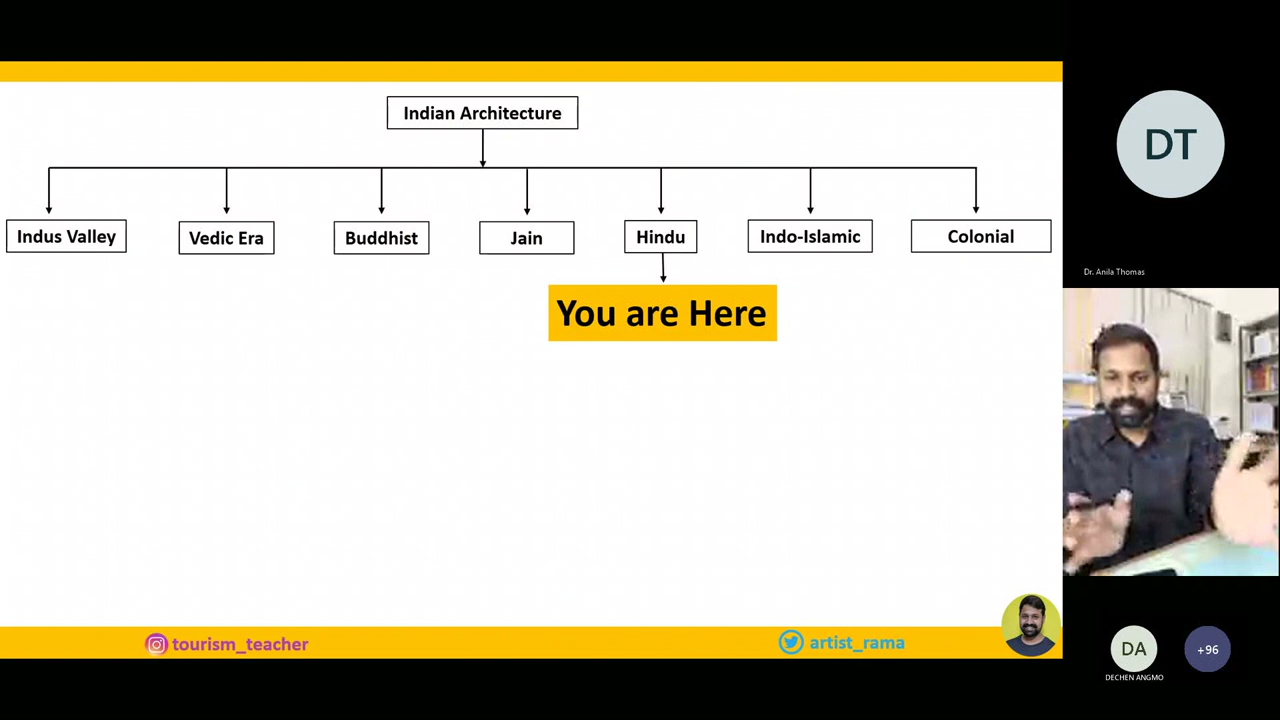 Indian Architecture
Indus Valley
Vedic Era
Buddhist
Jain
Hindu
Indo-Islamic
Colonial
You are Here
tourism_teacher
artist_rama
DT
Dr. Anila Thomas
DA
DECHEN ANGMO
+96